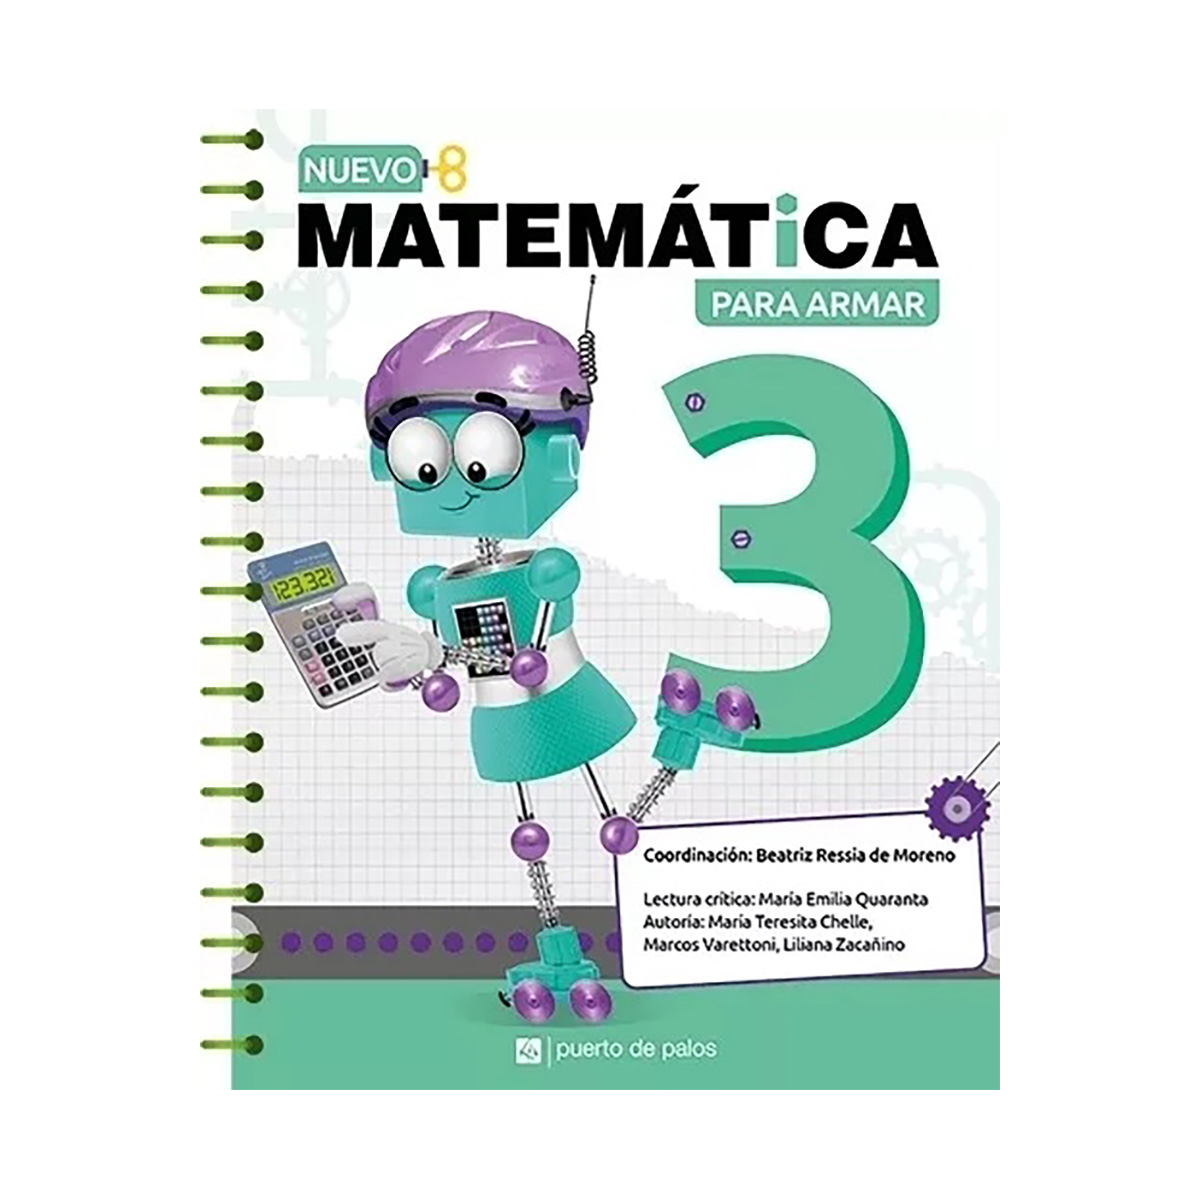 NUEVO
MATEMÁTiCA
PARA ARMAR
3
123.321
Coordinación: Beatriz Ressia de Moreno
Lectura crítica: María Emilia Quaranta
Autoría: María Teresita Chelle,
Marcos Varettoni, Liliana Zacañino
puerto de palos